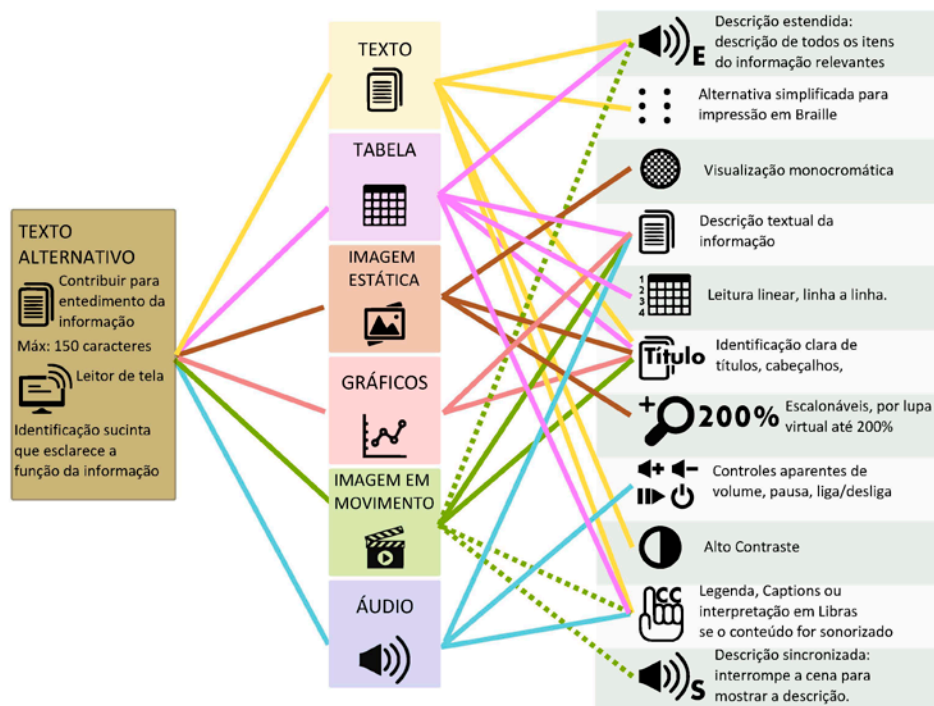 TEXTO
ALTERNATIVO
Contribuir para
entedimento da
informação
Máx: 150 caracteres
Leitor de tela
Identificação sucinta
que esclarece a
função da informação
TEXTO
TABELA
IMAGEM
ESTÁTICA
GRÁFICOS
IMAGEM EM
MOVIMENTO
ÁUDIO
E
Descrição estendida:
descrição de todos os itens
do informação relevantes
Alternativa simplificada para
impressão em Braille
Visualização monocromática
Descrição textual da
informação
1
2
3
4
Leitura linear, linha a linha.
Título
Identificação clara de
títulos, cabeçalhos,
200%
Escalonáveis, por lupa
virtual até 200%
Controles aparentes de
volume, pausa, liga/desliga
Alto Contraste
CC
Legenda, Captions ou
interpretação em Libras
se o conteúdo for sonorizado
S
Descrição sincronizada:
interrompe a cena para
mostrar a descrição.